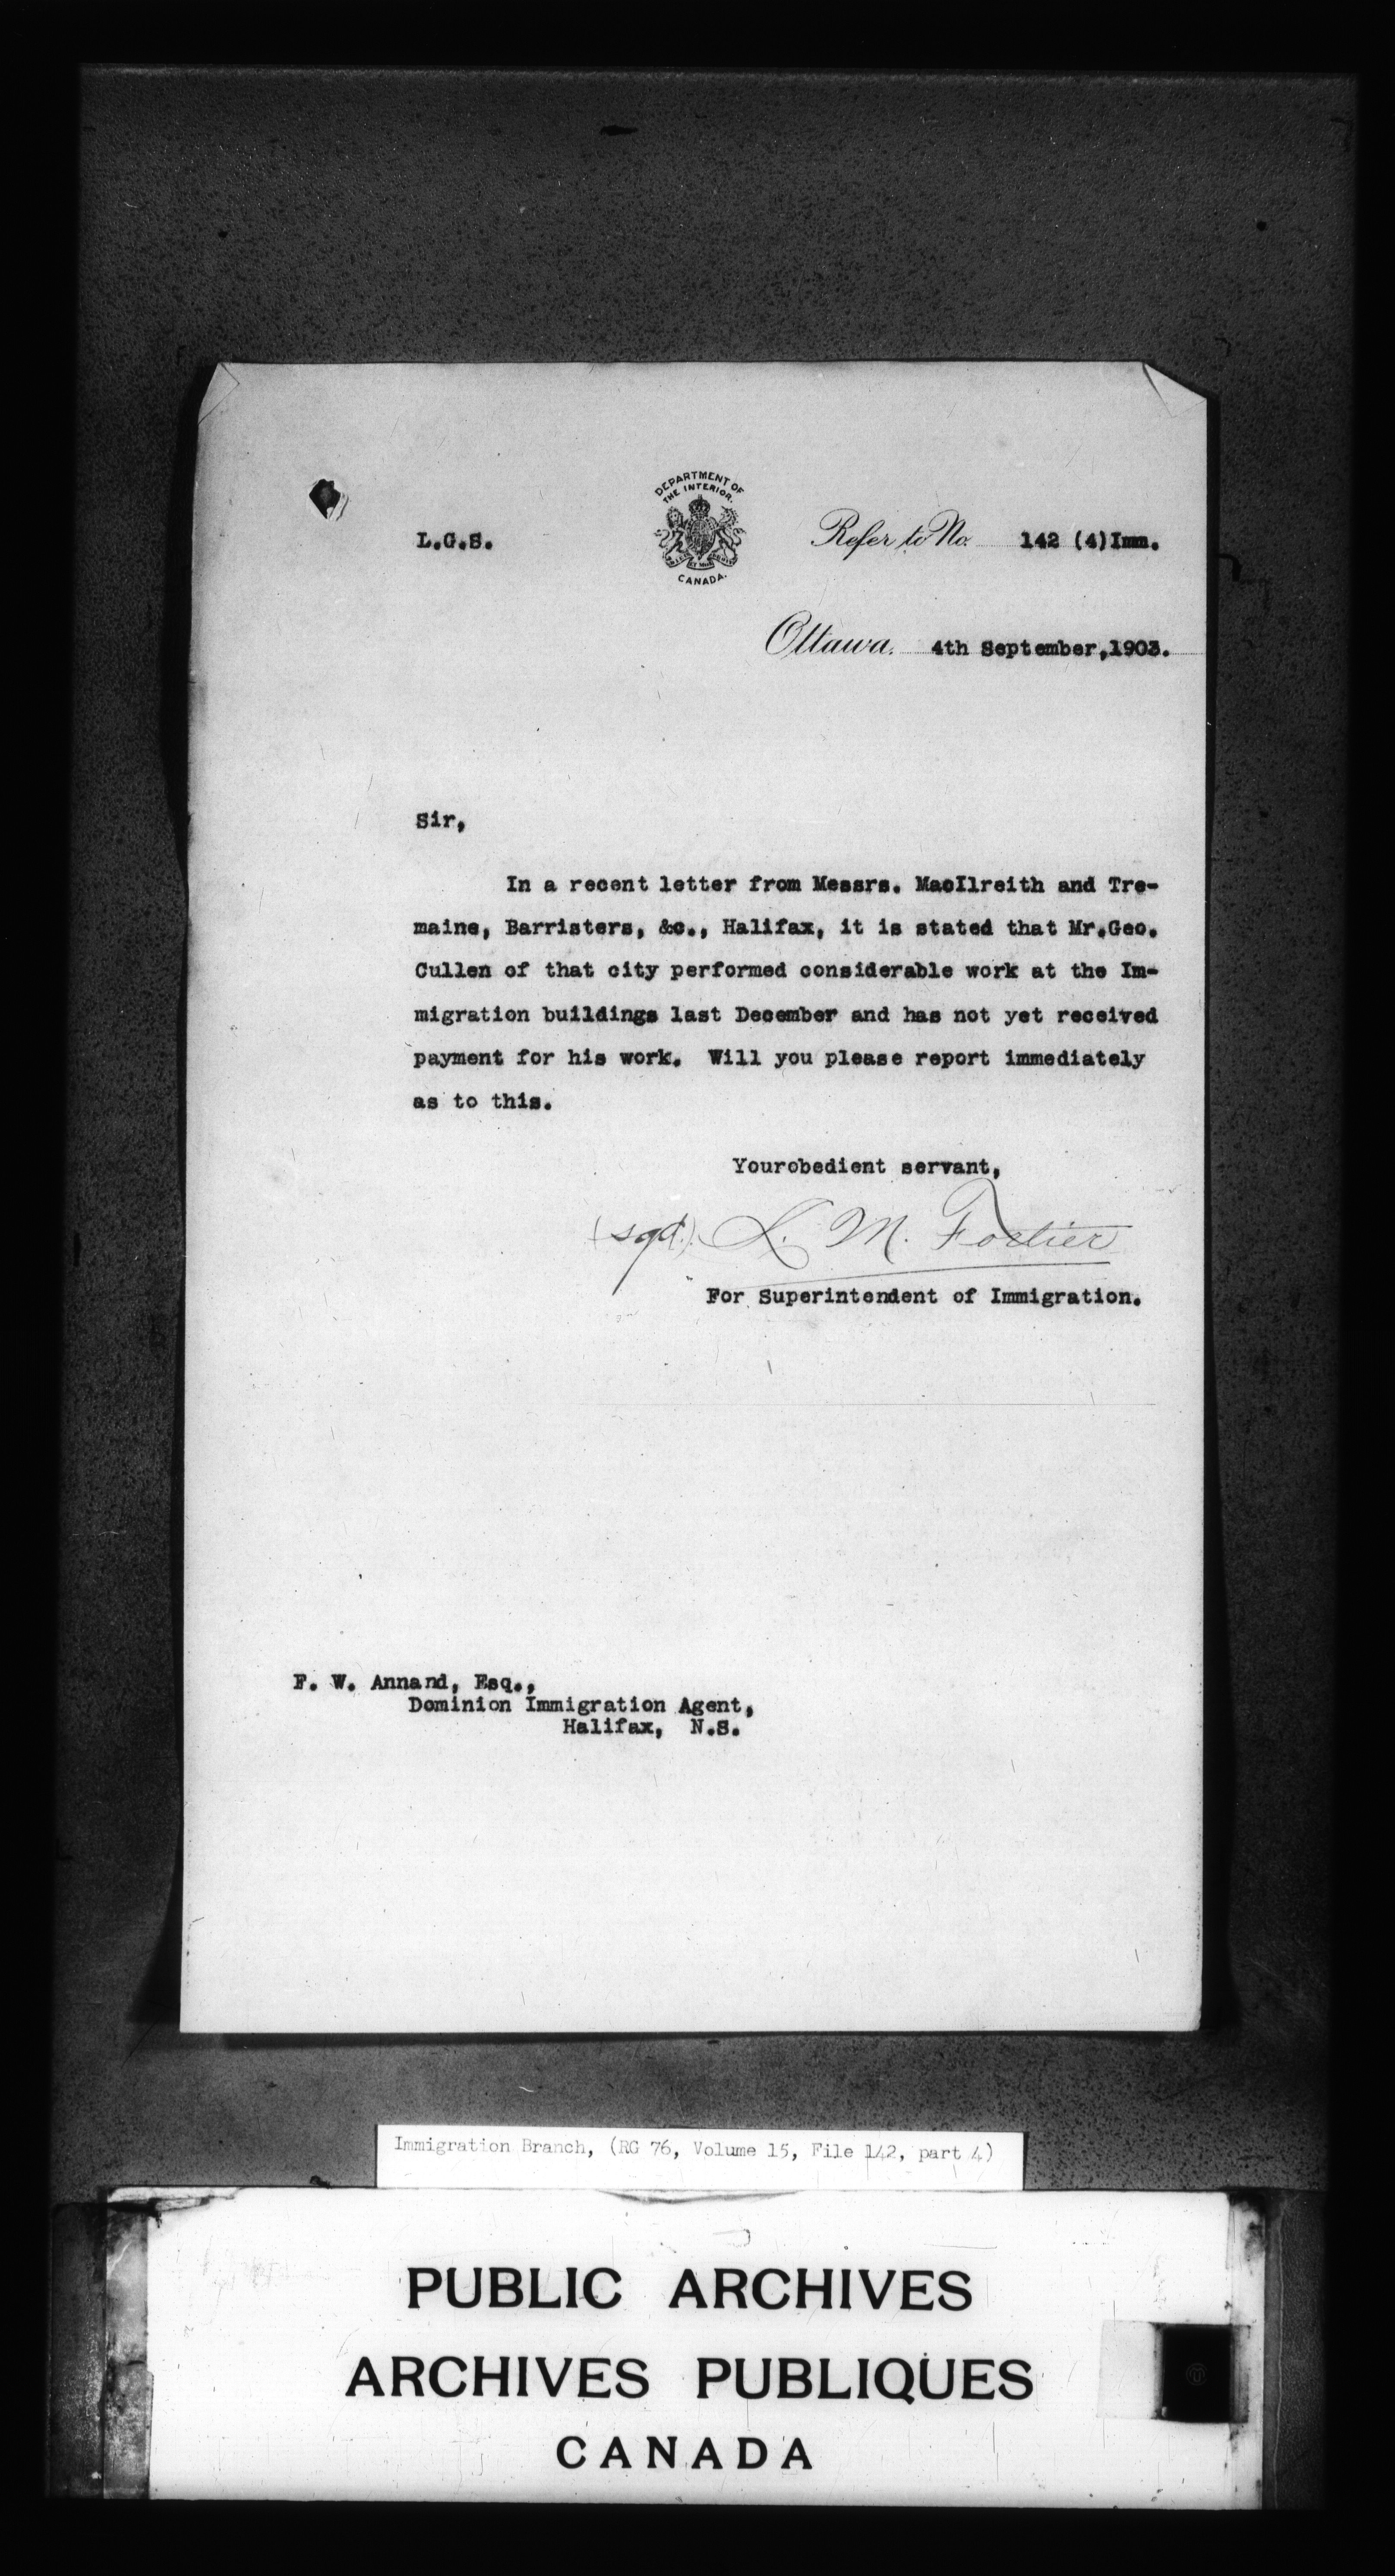 DEPARTMENT OF
THE INTERIOR.
CANADA.
L.G.S.
Refer to No. 142 (4)Imm.
Ottawa. 4th September,1903.
Sir,
In a recent letter from Messrs. MacIlreith and Tre-
maine, Barristers, &c., Halifax, it is stated that Mr.Geo.
Cullen of that city performed considerable work at the Im-
migration buildings last December and has not yet received
payment for his work. Will you please report immediately
as to this.
Yourobedient servant,
(sgd.) L. M. Fortier
For Superintendent of Immigration.
F. W. Annand, Esq.,
Dominion Immigration Agent,
Halifax, N.S.
Immigration Branch, (RG 76, Volume 15, File 142, part 4)
PUBLIC ARCHIVES
ARCHIVES PUBLIQUES
CANADA